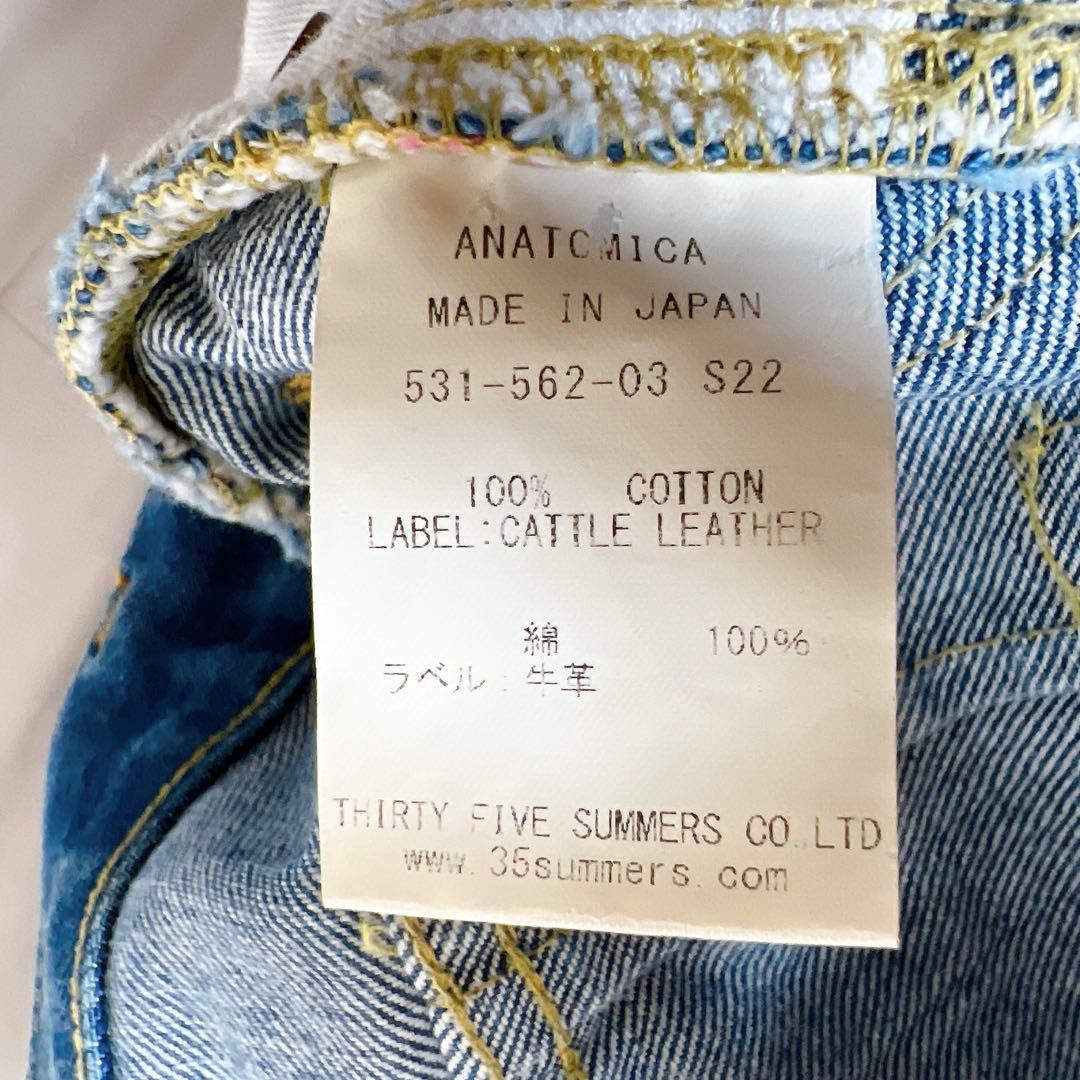 ANATOMICA
MADE IN JAPAN
531-562-03 S22
100% COTTON
LABEL:CATTLE LEATHER
綿 100%
ラベル:牛革
THIRTY FIVE SUMMERS CO.,LTD
www.35summers.com